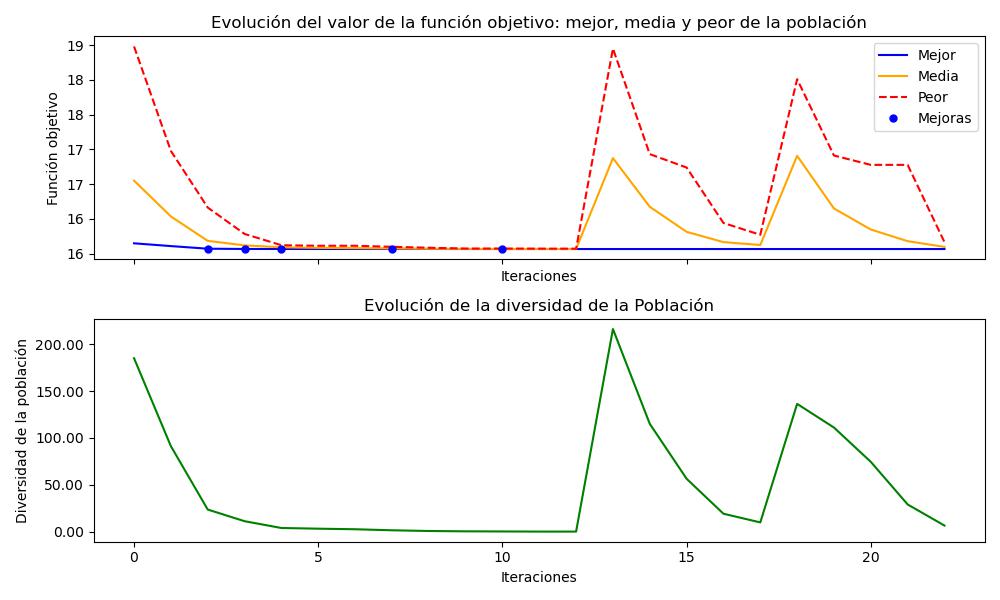 Evolución del valor de la función objetivo: mejor, media y peor de la población
Función objetivo
19
18
18
17
17
16
16
Mejor
Media
Peor
Mejoras
Iteraciones
Evolución de la diversidad de la Población
Diversidad de la población
200.00
150.00
100.00
50.00
0.00
0
5
10
15
20
Iteraciones